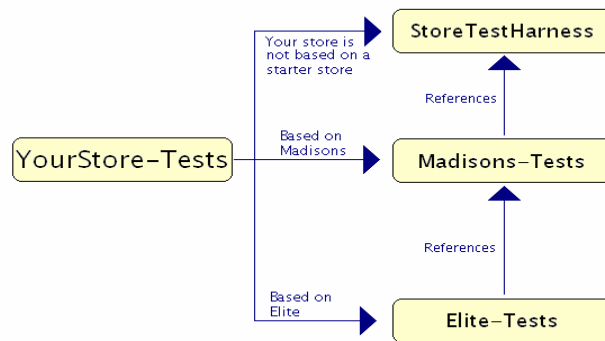 StoreTestHarness
Your store is
not based on a
starter store
References
Based on
Madisons
YourStore-Tests
Madisons-Tests
References
Based on
Elite
Elite-Tests